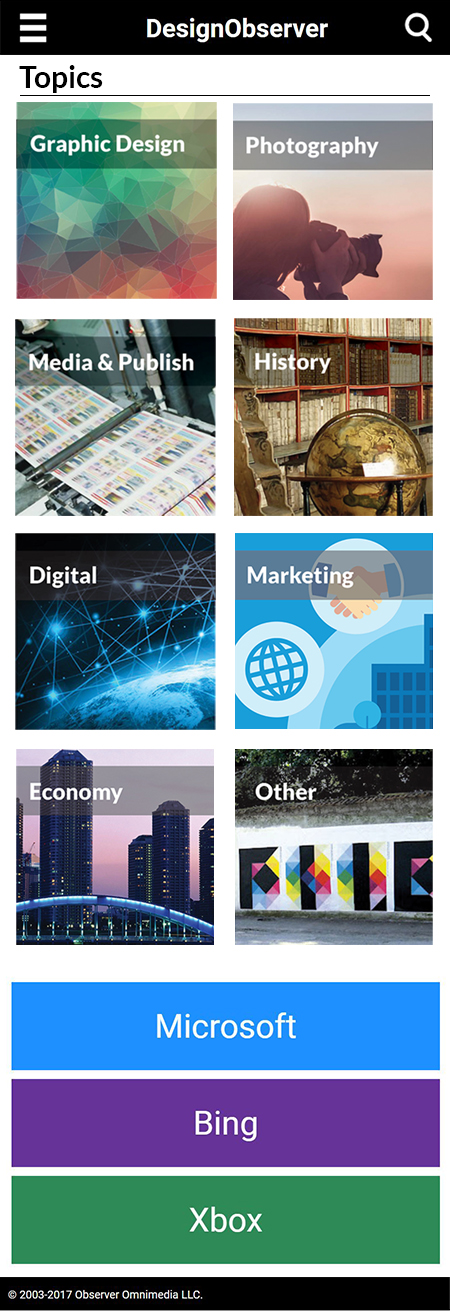 DesignObserver
Topics
Graphic Design
Photography
Media & Publish
History
Digital
Marketing
Economy
Other
Microsoft
Bing
Xbox
© 2003-2017 Observer Omnimedia LLC.